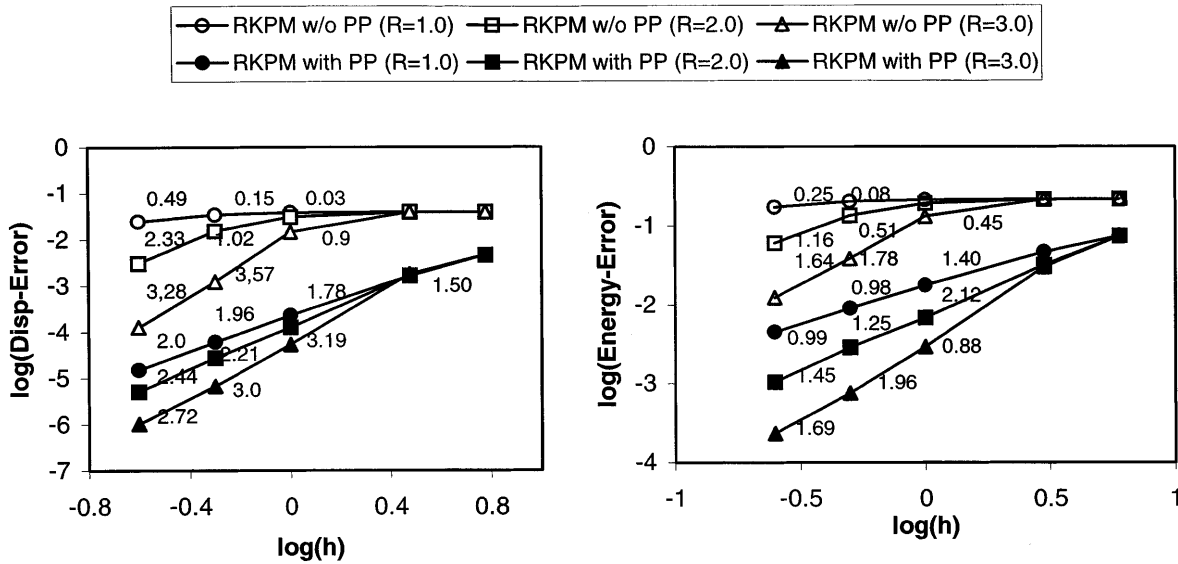 RKPM w/o PP (R=1.0) RKPM w/o PP (R=2.0) RKPM w/o PP (R=3.0)
RKPM with PP (R=1.0) RKPM with PP (R=2.0) RKPM with PP (R=3.0)
0
-1
-2
-3
-4
-5
-6
-7
log(Disp-Error)
0.49 0.15 0.03
2.33 1.02 0.9
3,28 3,57
2.0 1.96 1.78 1.50
2.44 2.21 3.19
2.72 3.0
-0.8 -0.4 0 0.4 0.8
log(h)
0
-1
-2
-3
-4
log(Energy-Error)
0.25 0.08
1.16 0.51 0.45
1.64 1.78
0.99 0.98 1.40
1.45 1.25 2.12
1.69 1.96 0.88
-1 -0.5 0 0.5 1
log(h)